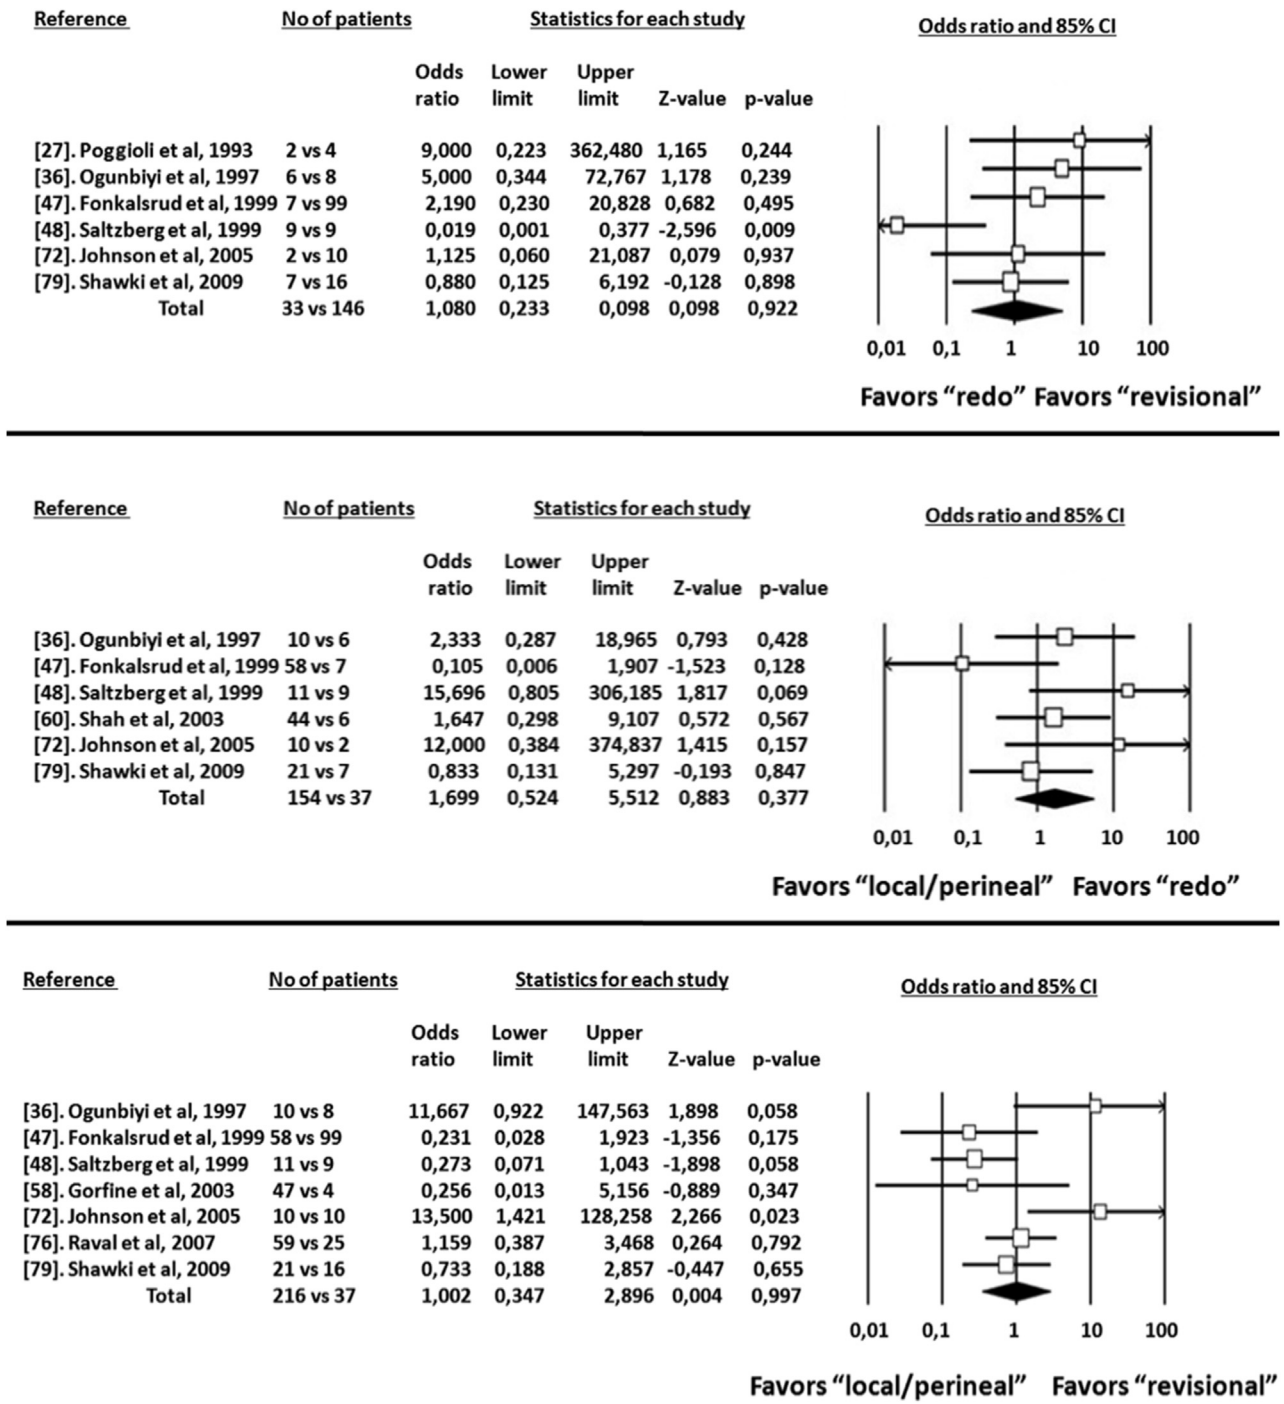 Reference No of patients Statistics for each study Odds ratio and 85% CI
Odds Lower Upper
ratio limit limit Z-value p-value
[27]. Poggioli et al, 1993 2 vs 4 9,000 0,223 362,480 1,165 0,244
[36]. Ogunbiyi et al, 1997 6 vs 8 5,000 0,344 72,767 1,178 0,239
[47]. Fonkalsrud et al, 1999 7 vs 99 2,190 0,230 20,828 0,682 0,495
[48]. Saltzberg et al, 1999 9 vs 9 0,019 0,001 0,377 -2,596 0,009
[72]. Johnson et al, 2005 2 vs 10 1,125 0,060 21,087 0,079 0,937
[79]. Shawki et al, 2009 7 vs 16 0,880 0,125 6,192 -0,128 0,898
Total 33 vs 146 1,080 0,233 0,098 0,098 0,922
0,01 0,1 1 10 100
Favors “redo” Favors “revisional”
Reference No of patients Statistics for each study Odds ratio and 85% CI
Odds Lower Upper
ratio limit limit Z-value p-value
[36]. Ogunbiyi et al, 1997 10 vs 6 2,333 0,287 18,965 0,793 0,428
[47]. Fonkalsrud et al, 1999 58 vs 7 0,105 0,006 1,907 -1,523 0,128
[48]. Saltzberg et al, 1999 11 vs 9 15,696 0,805 306,185 1,817 0,069
[60]. Shah et al, 2003 44 vs 6 1,647 0,298 9,107 0,572 0,567
[72]. Johnson et al, 2005 10 vs 2 12,000 0,384 374,837 1,415 0,157
[79]. Shawki et al, 2009 21 vs 7 0,833 0,131 5,297 -0,193 0,847
Total 154 vs 37 1,699 0,524 5,512 0,883 0,377
0,01 0,1 1 10 100
Favors “local/perineal” Favors “redo”
Reference No of patients Statistics for each study Odds ratio and 85% CI
Odds Lower Upper
ratio limit limit Z-value p-value
[36]. Ogunbiyi et al, 1997 10 vs 8 11,667 0,922 147,563 1,898 0,058
[47]. Fonkalsrud et al, 1999 58 vs 99 0,231 0,028 1,923 -1,356 0,175
[48]. Saltzberg et al, 1999 11 vs 9 0,273 0,071 1,043 -1,898 0,058
[58]. Gorfine et al, 2003 47 vs 4 0,256 0,013 5,156 -0,889 0,347
[72]. Johnson et al, 2005 10 vs 10 13,500 1,421 128,258 2,266 0,023
[76]. Raval et al, 2007 59 vs 25 1,159 0,387 3,468 0,264 0,792
[79]. Shawki et al, 2009 21 vs 16 0,733 0,188 2,857 -0,447 0,655
Total 216 vs 37 1,002 0,347 2,896 0,004 0,997
0,01 0,1 1 10 100
Favors “local/perineal” Favors “revisional”